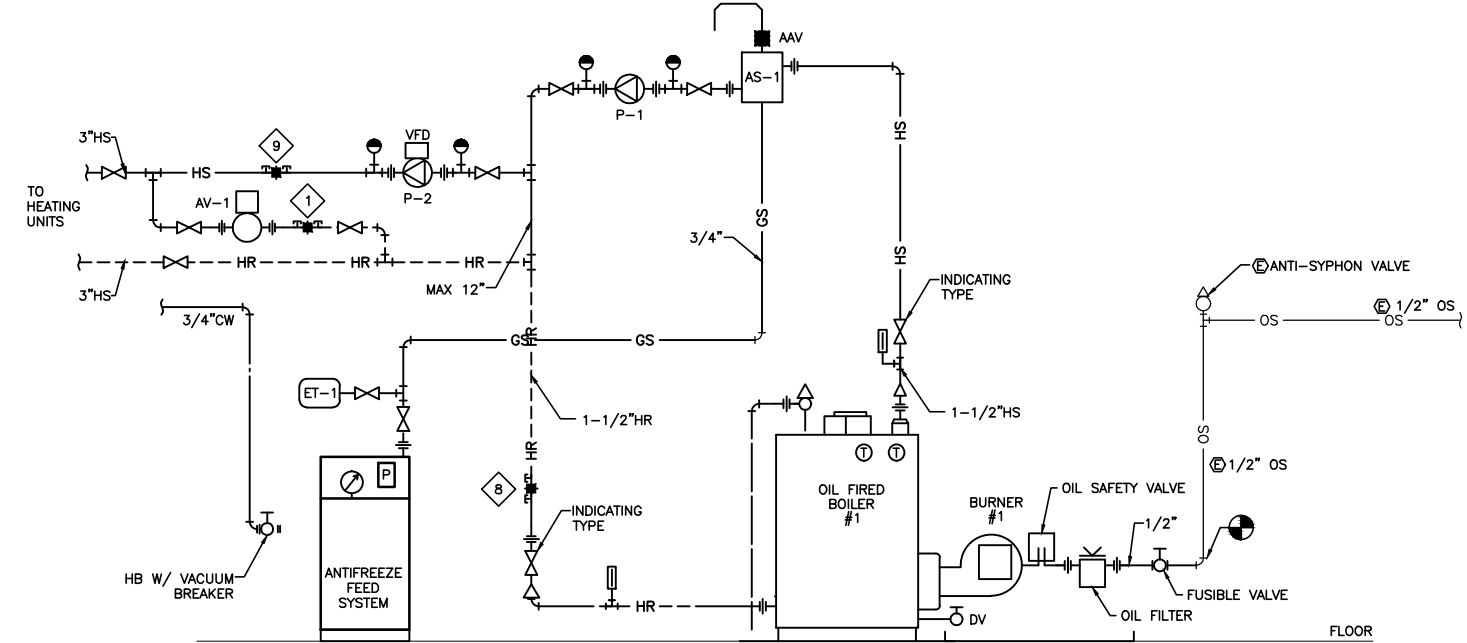 AAV
AS-1
P-1
3"HS
9
VFD
HS
P-2
TO
HEATING
UNITS
AV-1
1
HS
GS
3/4"
HR
HR
HR
HS
3"HS
MAX 12"
INDICATING
TYPE
E ANTI-SYPHON VALVE
3/4"CW
E 1/2" OS
OS
OS
GS
HR
GS
ET-1
1-1/2"HR
1-1/2"HS
OS
HR
P
T
T
E 1/2" OS
8
OIL FIRED
BOILER
#1
OIL SAFETY VALVE
BURNER
#1
INDICATING
TYPE
1/2"
HB W/ VACUUM
BREAKER
ANTIFREEZE
FEED
SYSTEM
FUSIBLE VALVE
HR
DV
OIL FILTER
FLOOR